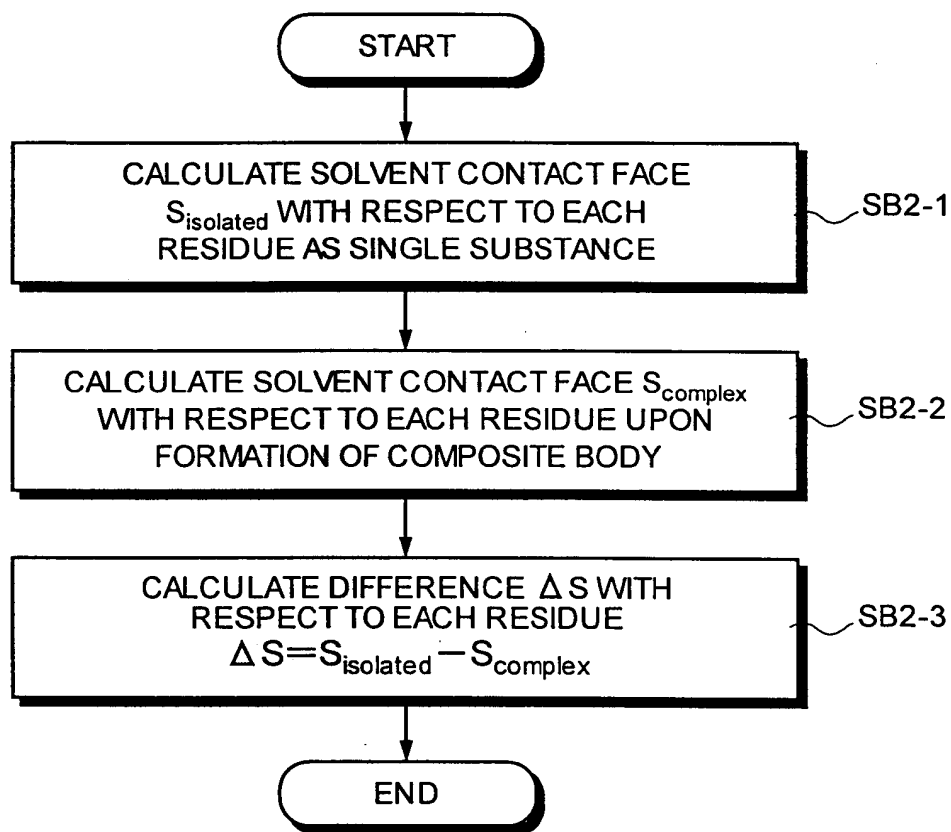 START
CALCULATE SOLVENT CONTACT FACE
S_isolated WITH RESPECT TO EACH
RESIDUE AS SINGLE SUBSTANCE
SB2-1
CALCULATE SOLVENT CONTACT FACE S_complex
WITH RESPECT TO EACH RESIDUE UPON
FORMATION OF COMPOSITE BODY
SB2-2
CALCULATE DIFFERENCE ΔS WITH
RESPECT TO EACH RESIDUE
ΔS=S_isolated−S_complex
SB2-3
END